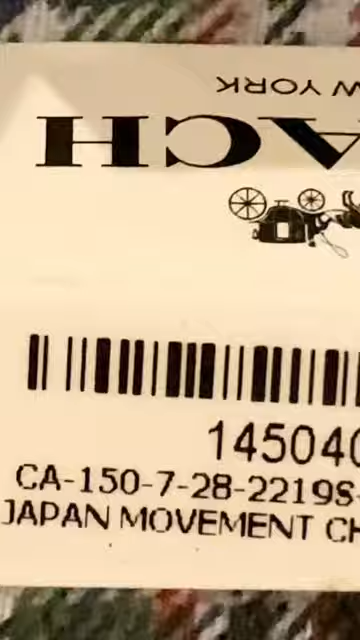 W YORK
ACH
145040
CA-150-7-28-2219S-
JAPAN MOVEMENT CH